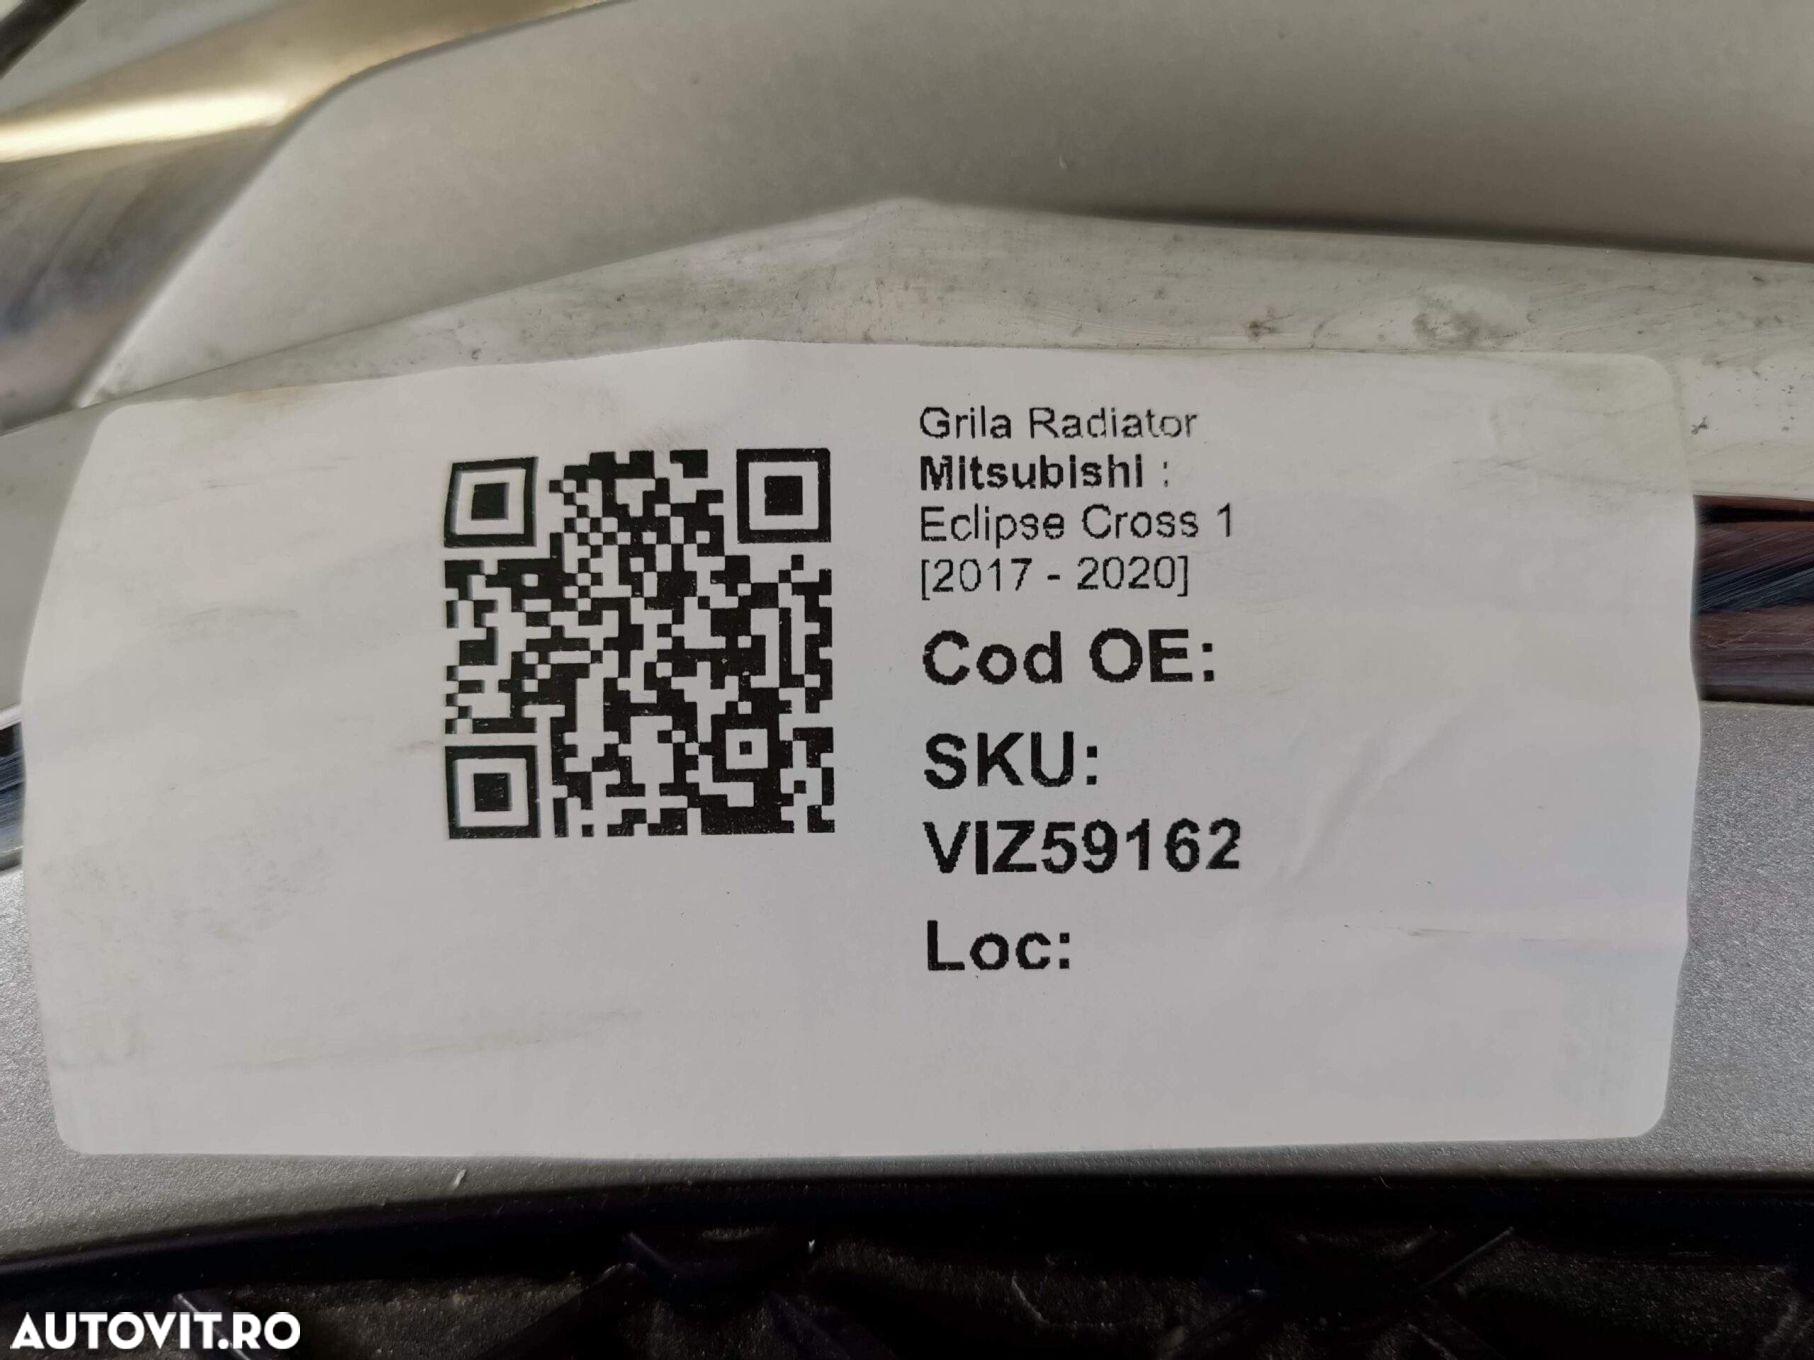 Grila Radiator
Mitsubishi :
Eclipse Cross 1
[2017 - 2020]
Cod OE:
SKU:
VIZ59162
Loc:
AUTOVIT.RO